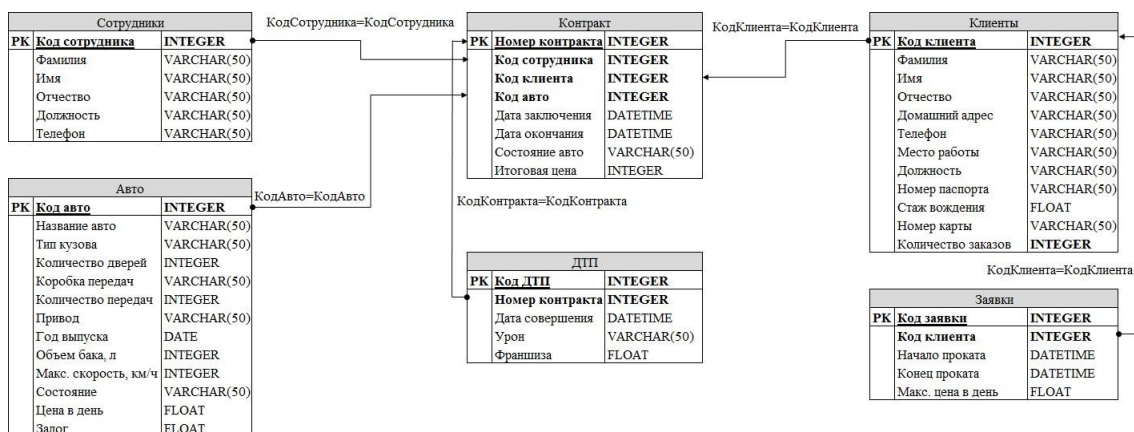 Сотрудники
PK Код сотрудника INTEGER
Фамилия VARCHAR(50)
Имя VARCHAR(50)
Отчество VARCHAR(50)
Должность VARCHAR(50)
Телефон VARCHAR(50)
КодСотрудника=КодСотрудника
Контракт
PK Номер контракта INTEGER
Код сотрудника INTEGER
Код клиента INTEGER
Код авто INTEGER
Дата заключения DATETIME
Дата окончания DATETIME
Состояние авто VARCHAR(50)
Итоговая цена INTEGER
КодКлиента=КодКлиента
Клиенты
PK Код клиента INTEGER
Фамилия VARCHAR(50)
Имя VARCHAR(50)
Отчество VARCHAR(50)
Домашний адрес VARCHAR(50)
Телефон VARCHAR(50)
Место работы VARCHAR(50)
Должность VARCHAR(50)
Номер паспорта VARCHAR(50)
Стаж вождения FLOAT
Номер карты VARCHAR(50)
Количество заказов INTEGER
Авто
PK Код авто INTEGER
Название авто VARCHAR(50)
Тип кузова VARCHAR(50)
Количество дверей INTEGER
Коробка передач VARCHAR(50)
Количество передач INTEGER
Привод VARCHAR(50)
Год выпуска DATE
Объем бака, л INTEGER
Макс. скорость, км/ч INTEGER
Состояние VARCHAR(50)
Цена в день FLOAT
Залог FLOAT
КодАвто=КодАвто
КодКонтракта=КодКонтракта
ДТП
PK Код ДТП INTEGER
Номер контракта INTEGER
Дата совершения DATETIME
Урон VARCHAR(50)
Франшиза FLOAT
КодКлиента=КодКлиента
Заявки
PK Код заявки INTEGER
Код клиента INTEGER
Начало проката DATETIME
Конец проката DATETIME
Макс. цена в день FLOAT